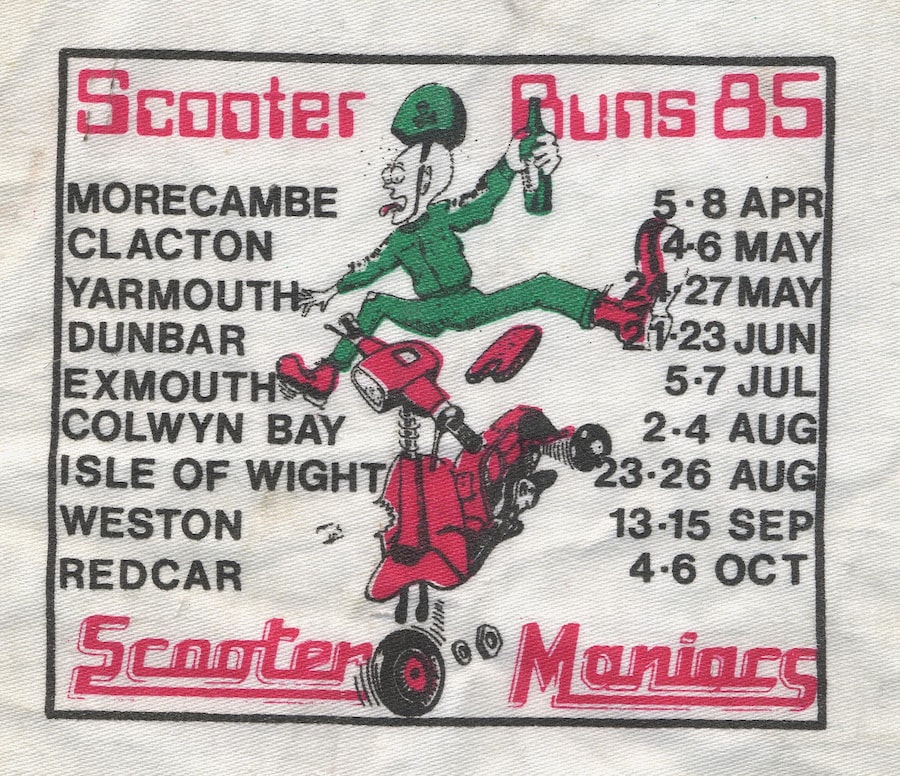 Scooter Runs 85
MORECAMBE 5·8 APR
CLACTON 4·6 MAY
YARMOUTH 24·27 MAY
DUNBAR 21·23 JUN
EXMOUTH 5·7 JUL
COLWYN BAY 2·4 AUG
ISLE OF WIGHT 23·26 AUG
WESTON 13·15 SEP
REDCAR 4·6 OCT
Scooter Maniacs